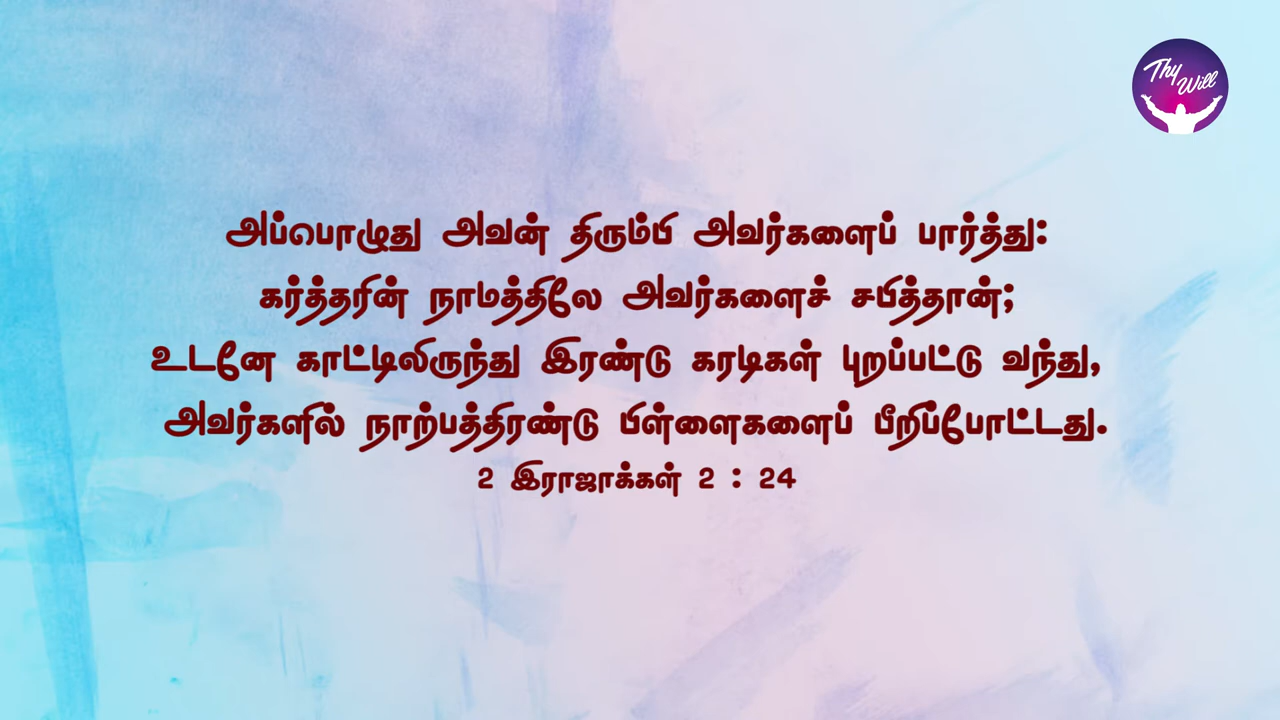 Thy Will
அப்பொழுது அவன் திரும்பி அவர்களைப் பார்த்து:
கர்த்தரின் நாமத்திலே அவர்களைச் சபித்தான்;
உடனே காட்டிலிருந்து இரண்டு கரடிகள் புறப்பட்டு வந்து,
அவர்களில் நாற்பத்திரண்டு பிள்ளைகளைப் பீறிப்போட்டது.
2 இராஜாக்கள் 2 : 24